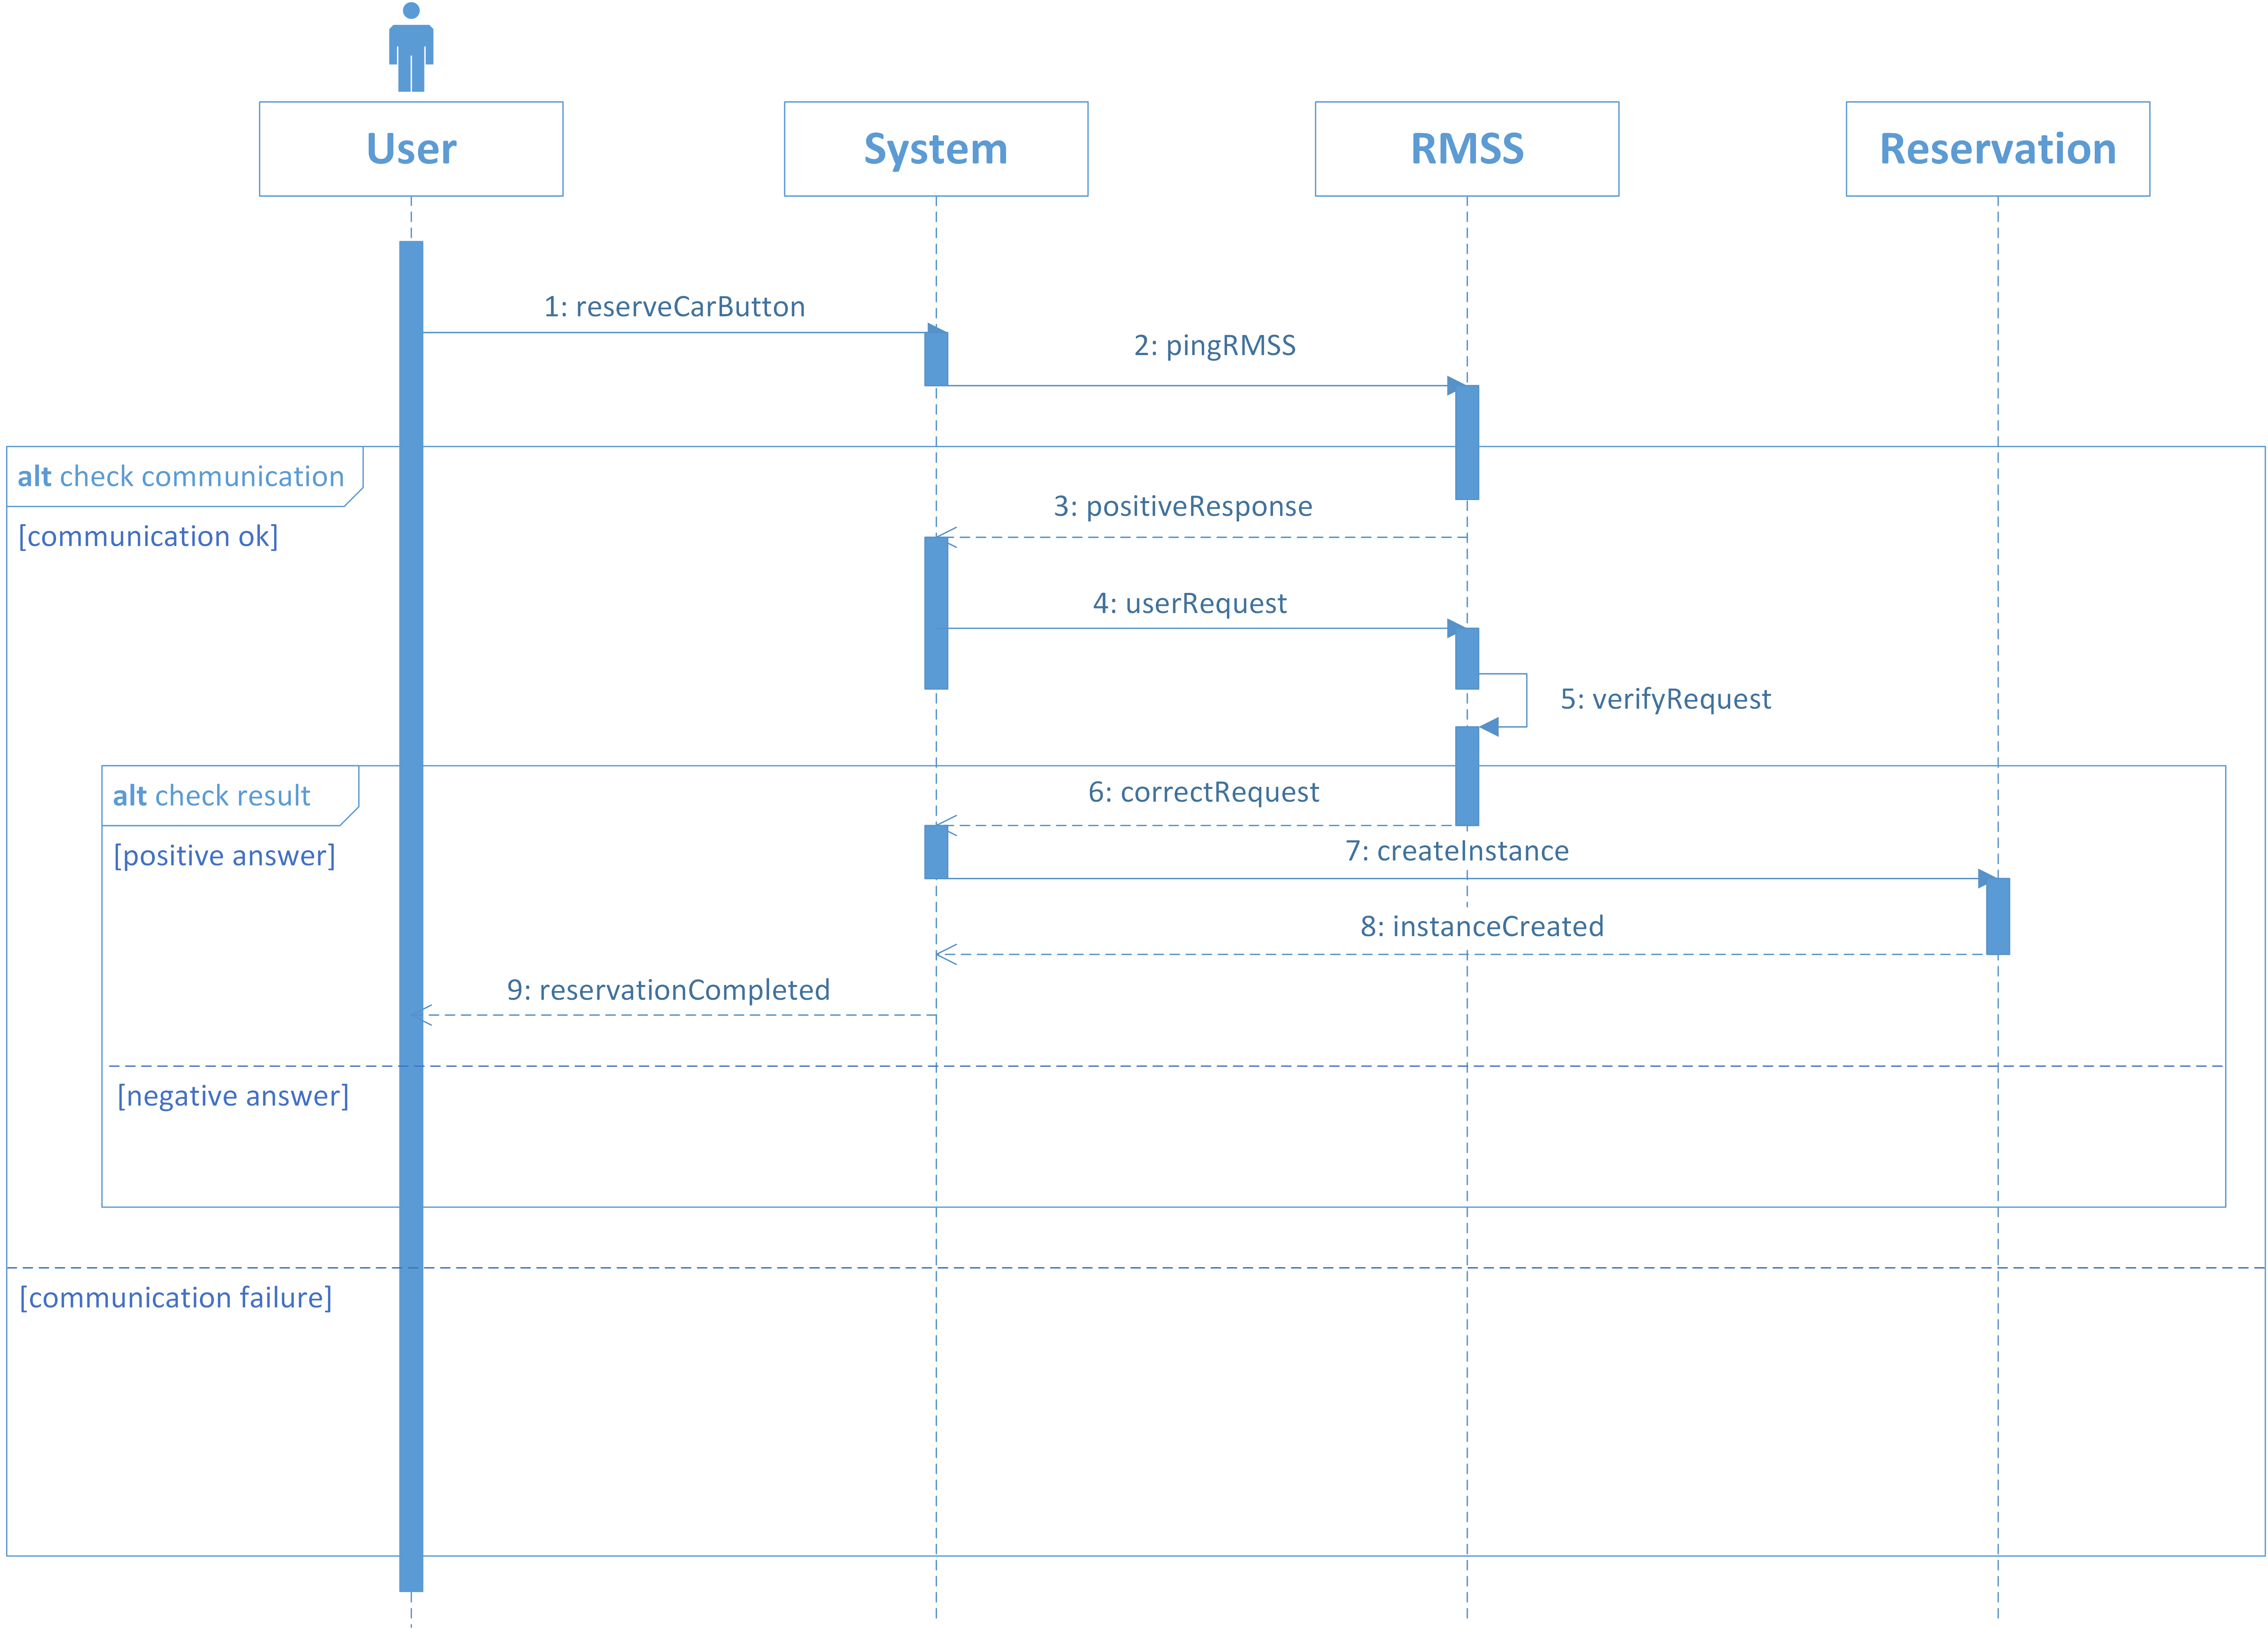 User
System
RMSS
Reservation
1: reserveCarButton
2: pingRMSS
alt check communication
[communication ok]
3: positiveResponse
4: userRequest
5: verifyRequest
alt check result
6: correctRequest
[positive answer]
7: createInstance
8: instanceCreated
9: reservationCompleted
[negative answer]
[communication failure]